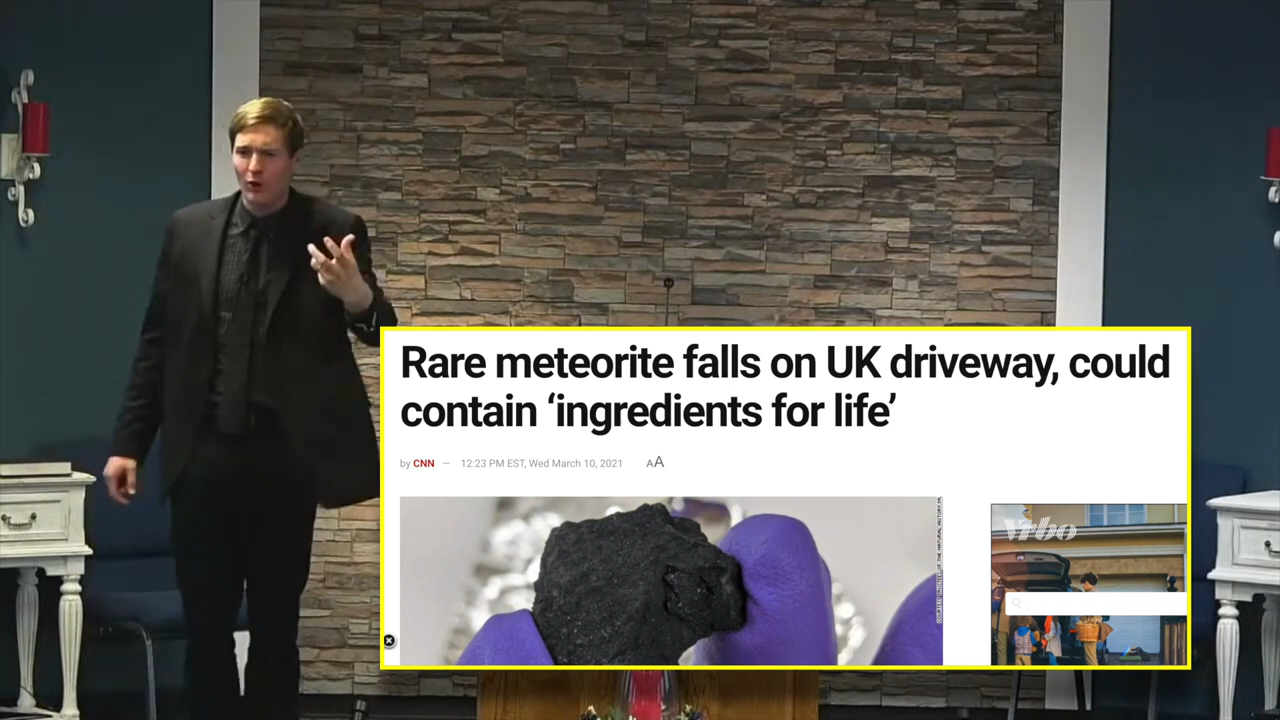 Rare meteorite falls on UK driveway, could
contain ‘ingredients for life’
by CNN — 12:23 PM EST, Wed March 10, 2021 AA
Vrbo